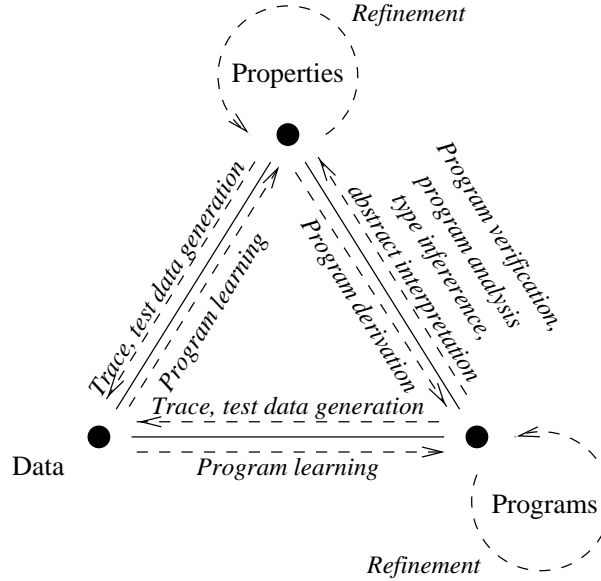 Refinement
Properties
Trace, test data generation
Program learning
Program verification,
program analysis
type infererence,
abstract interpretation
Program derivation
Trace, test data generation
Data
Program learning
Programs
Refinement